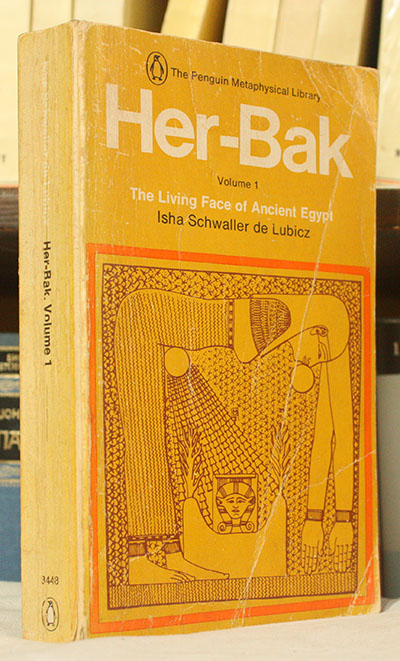 The Penguin Metaphysical Library
Her-Bak
Volume 1
The Living Face of Ancient Egypt
Isha Schwaller de Lubicz
Her-Bak. Volume 1
3448